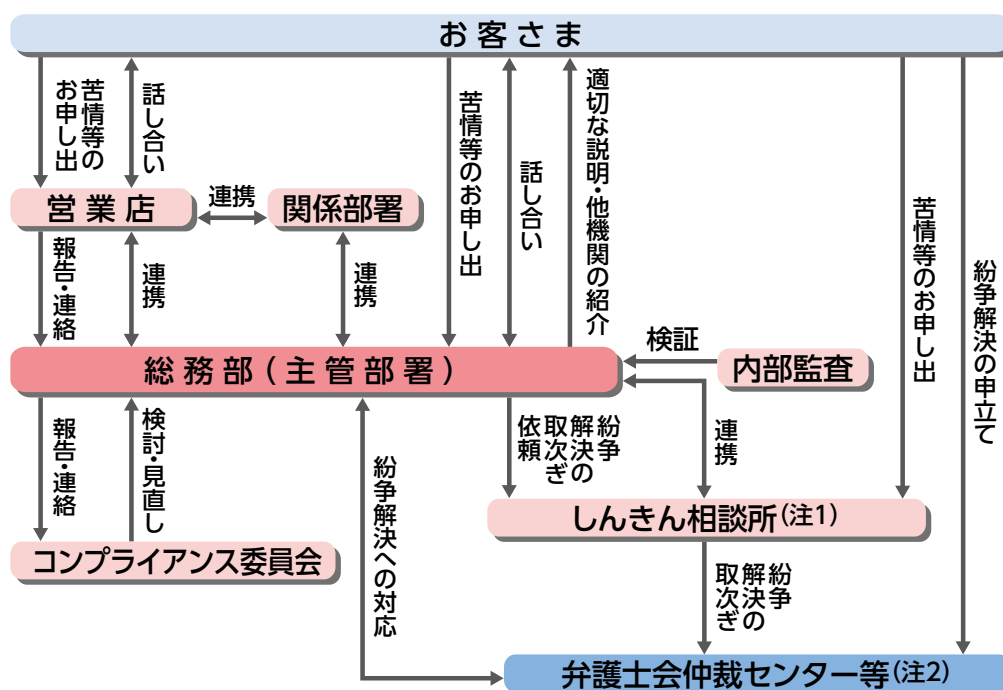 お客さま
苦情等の
お申し出
話し合い
苦情等のお申し出
話し合い
適切な説明・他機関の紹介
苦情等のお申し出
紛争解決の申立て
営業店
連携
関係部署
報告・連絡
連携
連携
総務部(主管部署)
検証
内部監査
報告・連絡
検討・見直し
紛争解決への対応
紛争
解決の
取次ぎ
依頼
連携
しんきん相談所(注1)
コンプライアンス委員会
紛争
解決の
取次ぎ
弁護士会仲裁センター等(注2)